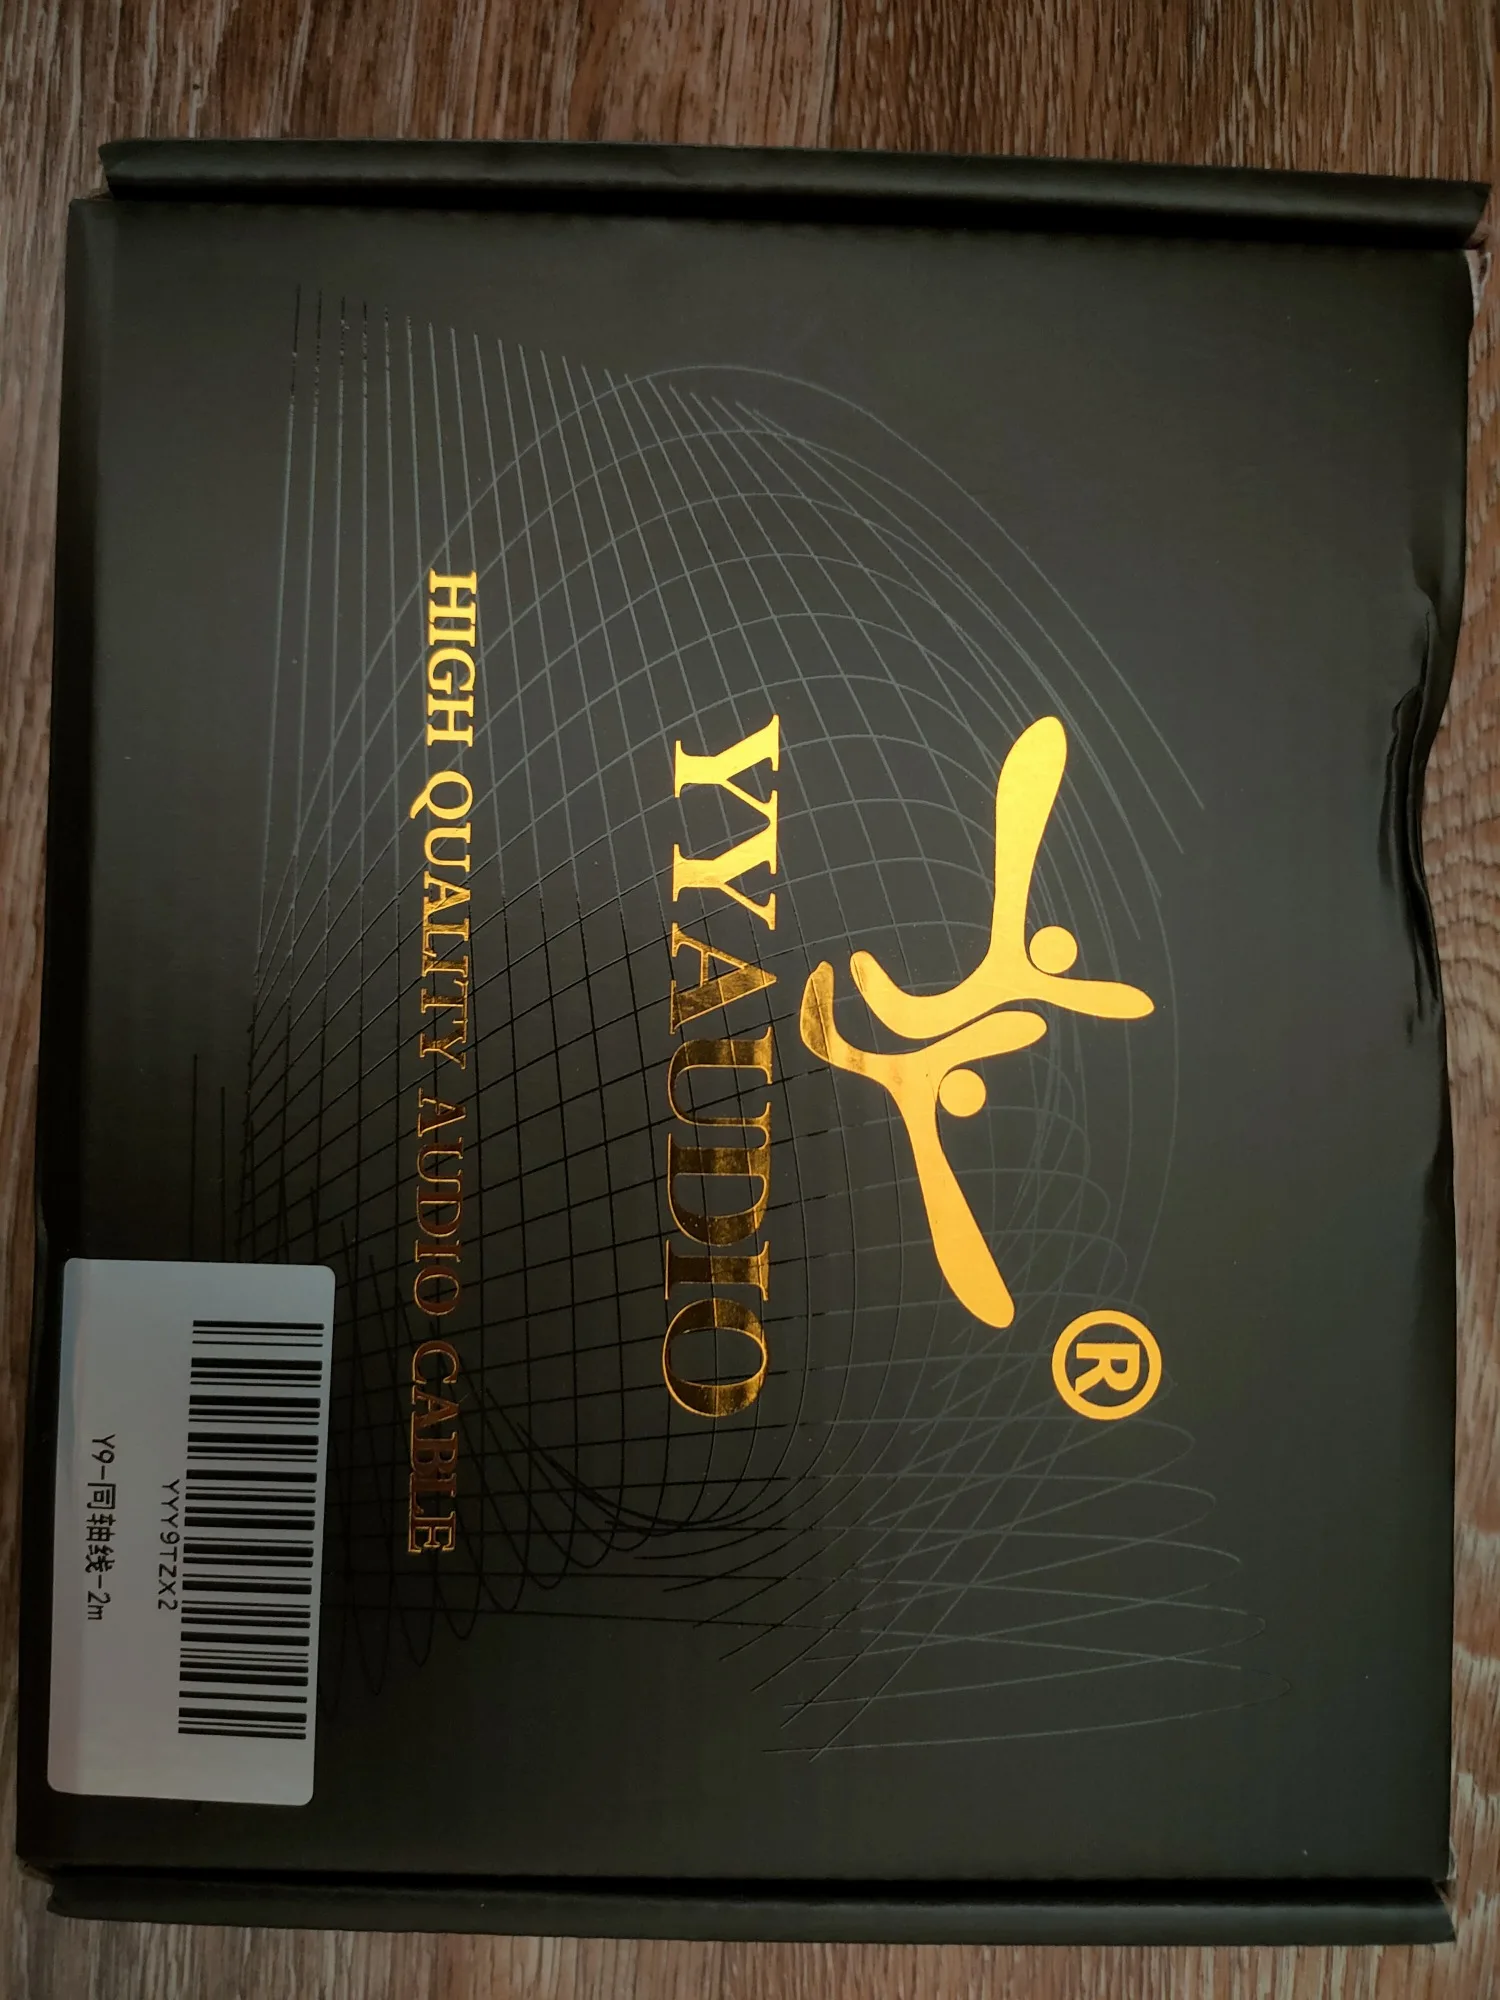 ®
YYAUDIO
HIGH QUALITY AUDIO CABLE
YYY9TZX2
Y9-同轴线-2m